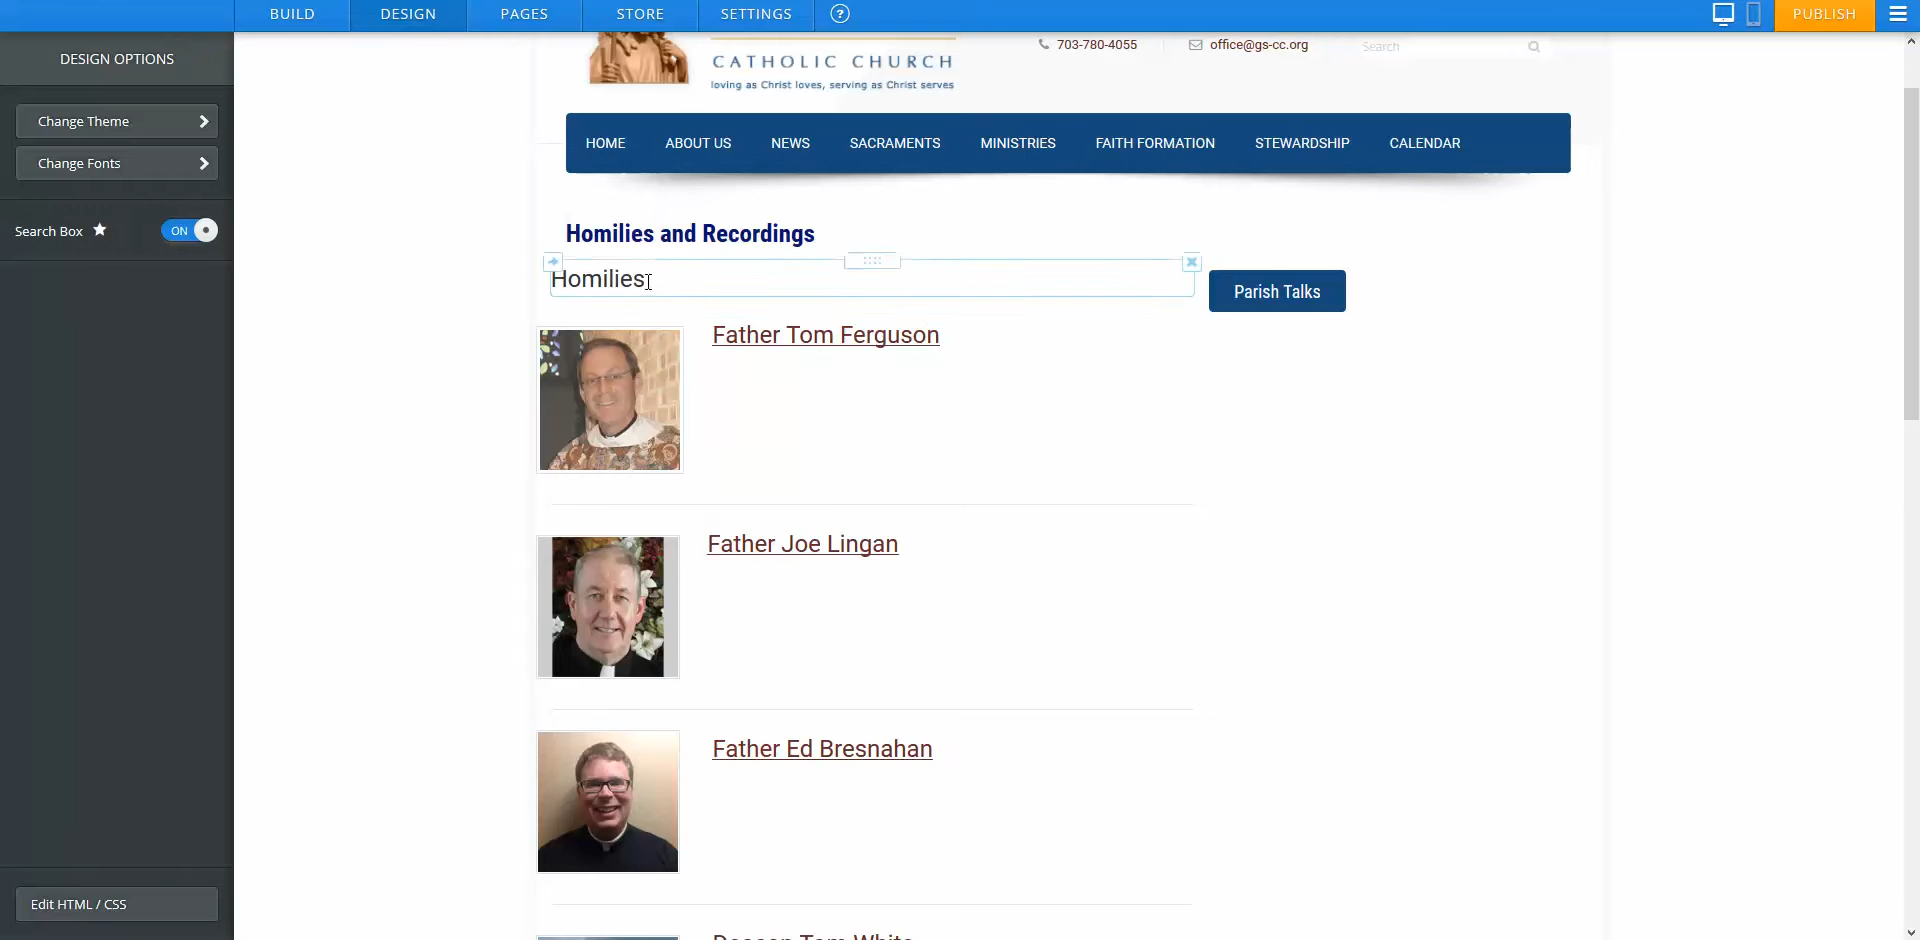 BUILD DESIGN PAGES STORE SETTINGS ? PUBLISH
DESIGN OPTIONS
Change Theme
Change Fonts
Search Box ON
Edit HTML / CSS
CATHOLIC CHURCH
loving as Christ loves, serving as Christ serves
703-780-4055 office@gs-cc.org Search
HOME ABOUT US NEWS SACRAMENTS MINISTRIES FAITH FORMATION STEWARDSHIP CALENDAR
Homilies and Recordings
Homilies
Parish Talks
Father Tom Ferguson
Father Joe Lingan
Father Ed Bresnahan
Deacon Tom White